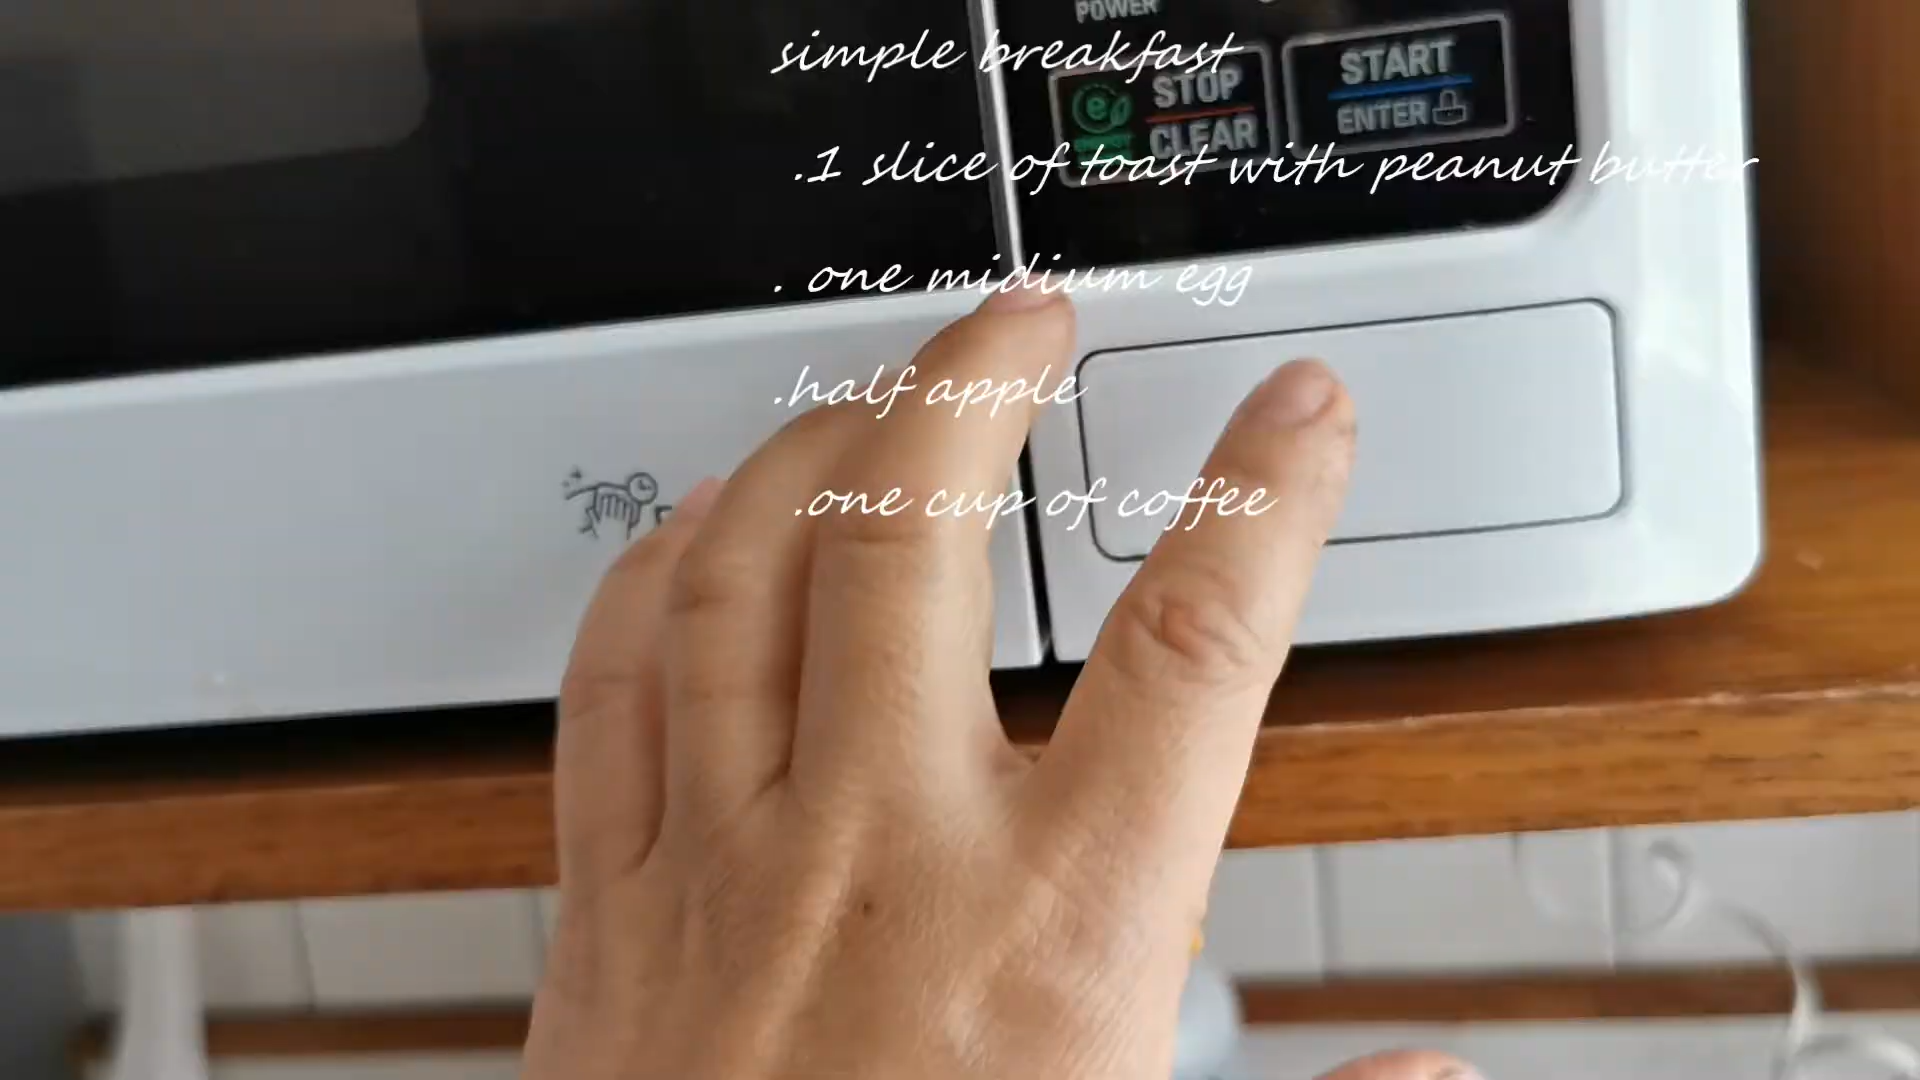 POWER
simple breakfast
STOP
CLEAR
START
ENTER
.1 slice of toast with peanut butter
. one midium egg
.half apple
.one cup of coffee